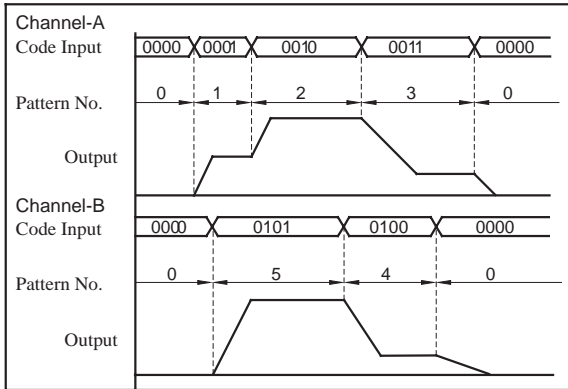 Channel-A
Code Input 0000 0001 0010 0011 0000
Pattern No. 0 1 2 3 0
Output
Channel-B
Code Input 0000 0101 0100 0000
Pattern No. 0 5 4 0
Output